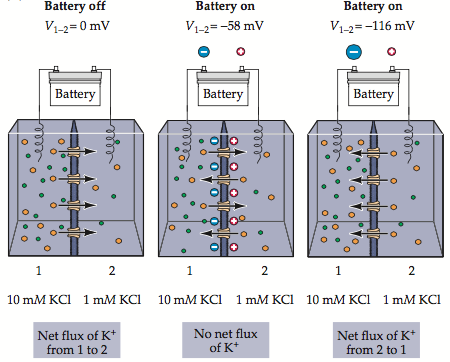 Battery off
V1–2= 0 mV
Battery
1 2
10 mM KCl 1 mM KCl
Net flux of K+
from 1 to 2
Battery on
V1–2= –58 mV
– +
Battery
– +
– +
– +
– +
– +
1 2
10 mM KCl 1 mM KCl
No net flux
of K+
Battery on
V1–2= –116 mV
– +
Battery
1 2
10 mM KCl 1 mM KCl
Net flux of K+
from 2 to 1